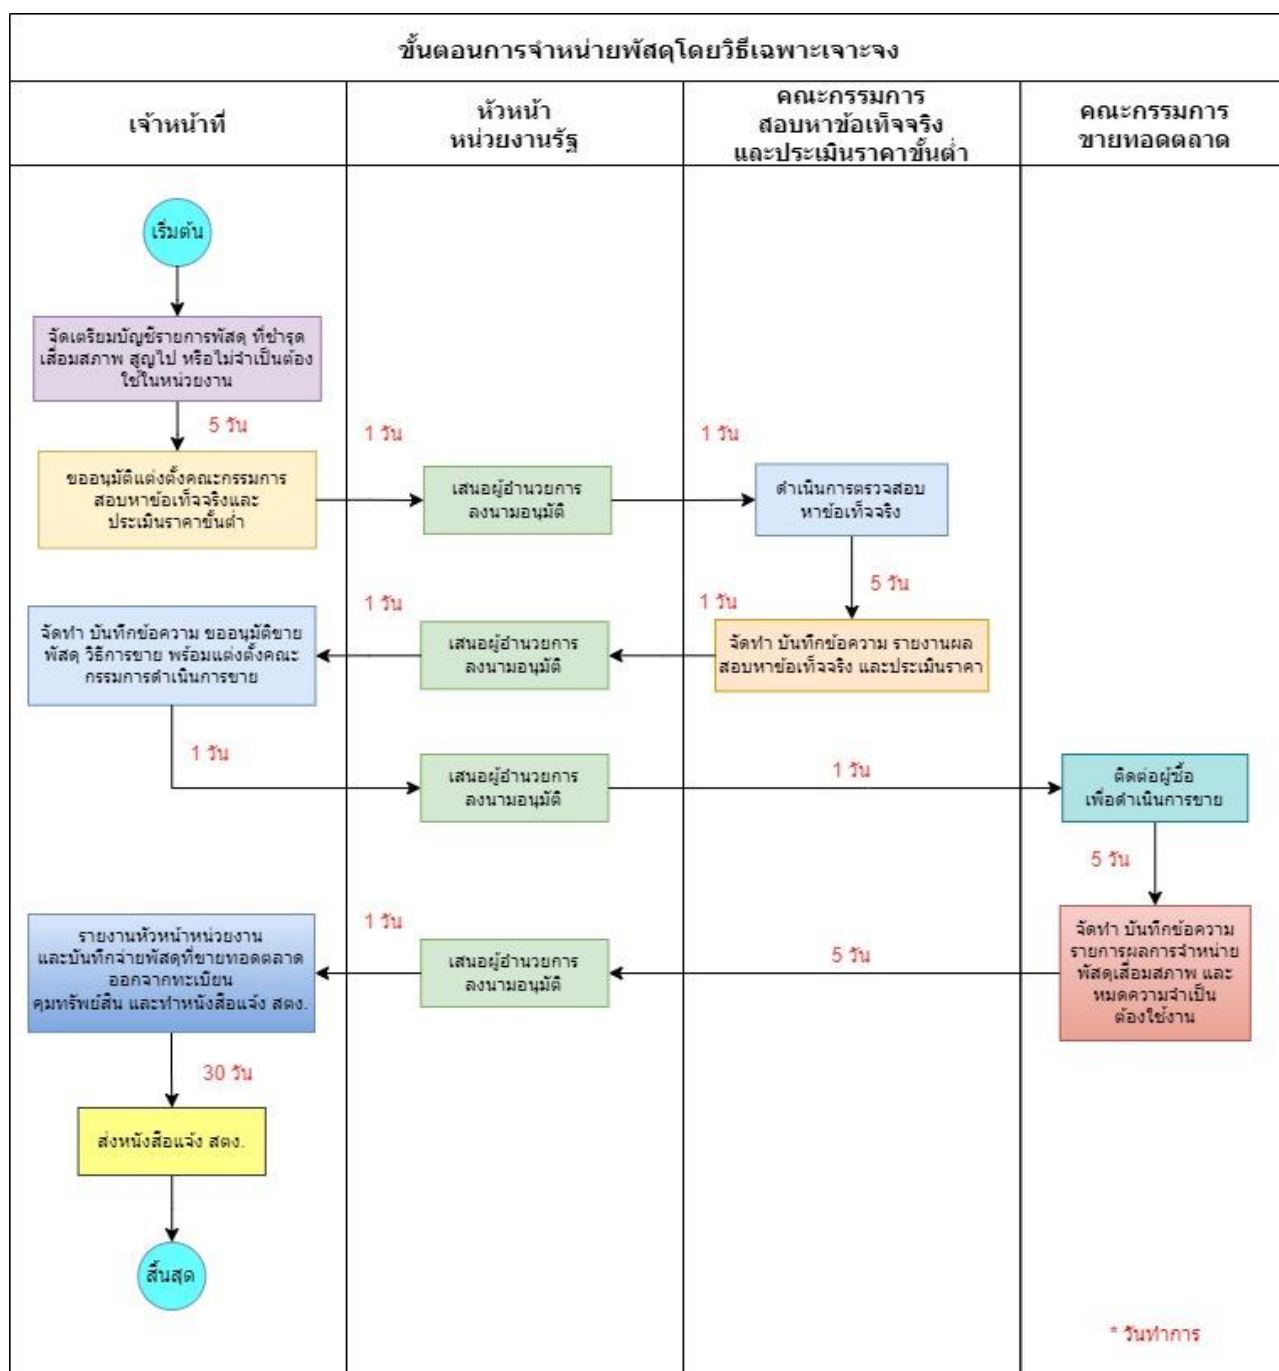 ขั้นตอนการจำหน่ายพัสดุโดยวิธีเฉพาะเจาะจง
เจ้าหน้าที่
หัวหน้า
หน่วยงานรัฐ
คณะกรรมการ
สอบหาข้อเท็จจริง
และประเมินราคาขั้นต่ำ
คณะกรรมการ
ขายทอดตลาด
เริ่มต้น
จัดเตรียมบัญชีรายการพัสดุ ที่ชำรุด
เสื่อมสภาพ สูญไป หรือไม่จำเป็นต้อง
ใช้ในหน่วยงาน
5 วัน
ขออนุมัติแต่งตั้งคณะกรรมการ
สอบหาข้อเท็จจริงและ
ประเมินราคาขั้นต่ำ
1 วัน
เสนอผู้อำนวยการ
ลงนามอนุมัติ
1 วัน
ดำเนินการตรวจสอบ
หาข้อเท็จจริง
5 วัน
1 วัน
จัดทำ บันทึกข้อความ รายงานผล
สอบหาข้อเท็จจริง และประเมินราคา
1 วัน
เสนอผู้อำนวยการ
ลงนามอนุมัติ
จัดทำ บันทึกข้อความ ขออนุมัติขาย
พัสดุ วิธีการขาย พร้อมแต่งตั้งคณะ
กรรมการดำเนินการขาย
1 วัน
เสนอผู้อำนวยการ
ลงนามอนุมัติ
1 วัน
ติดต่อผู้ซื้อ
เพื่อดำเนินการขาย
5 วัน
จัดทำ บันทึกข้อความ
รายการผลการจำหน่าย
พัสดุเสื่อมสภาพ และ
หมดความจำเป็น
ต้องใช้งาน
5 วัน
เสนอผู้อำนวยการ
ลงนามอนุมัติ
1 วัน
รายงานหัวหน้าหน่วยงาน
และบันทึกจ่ายพัสดุที่ขายทอดตลาด
ออกจากทะเบียน
คุมทรัพย์สิน และทำหนังสือแจ้ง สตง.
30 วัน
ส่งหนังสือแจ้ง สตง.
สิ้นสุด
* วันทำการ